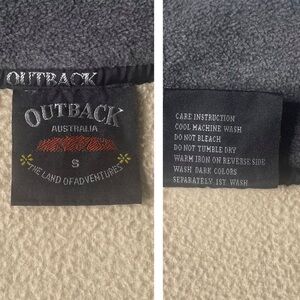 OUTBACK
OUTBACK
AUSTRALIA
S
THE LAND OF ADVENTURES
CARE INSTRUCTION
COOL MACHINE WASH
DO NOT BLEACH
DO NOT TUMBLE DRY
WARM IRON ON REVERSE SIDE
WASH DARK COLORS
SEPARATELY 1ST WASH